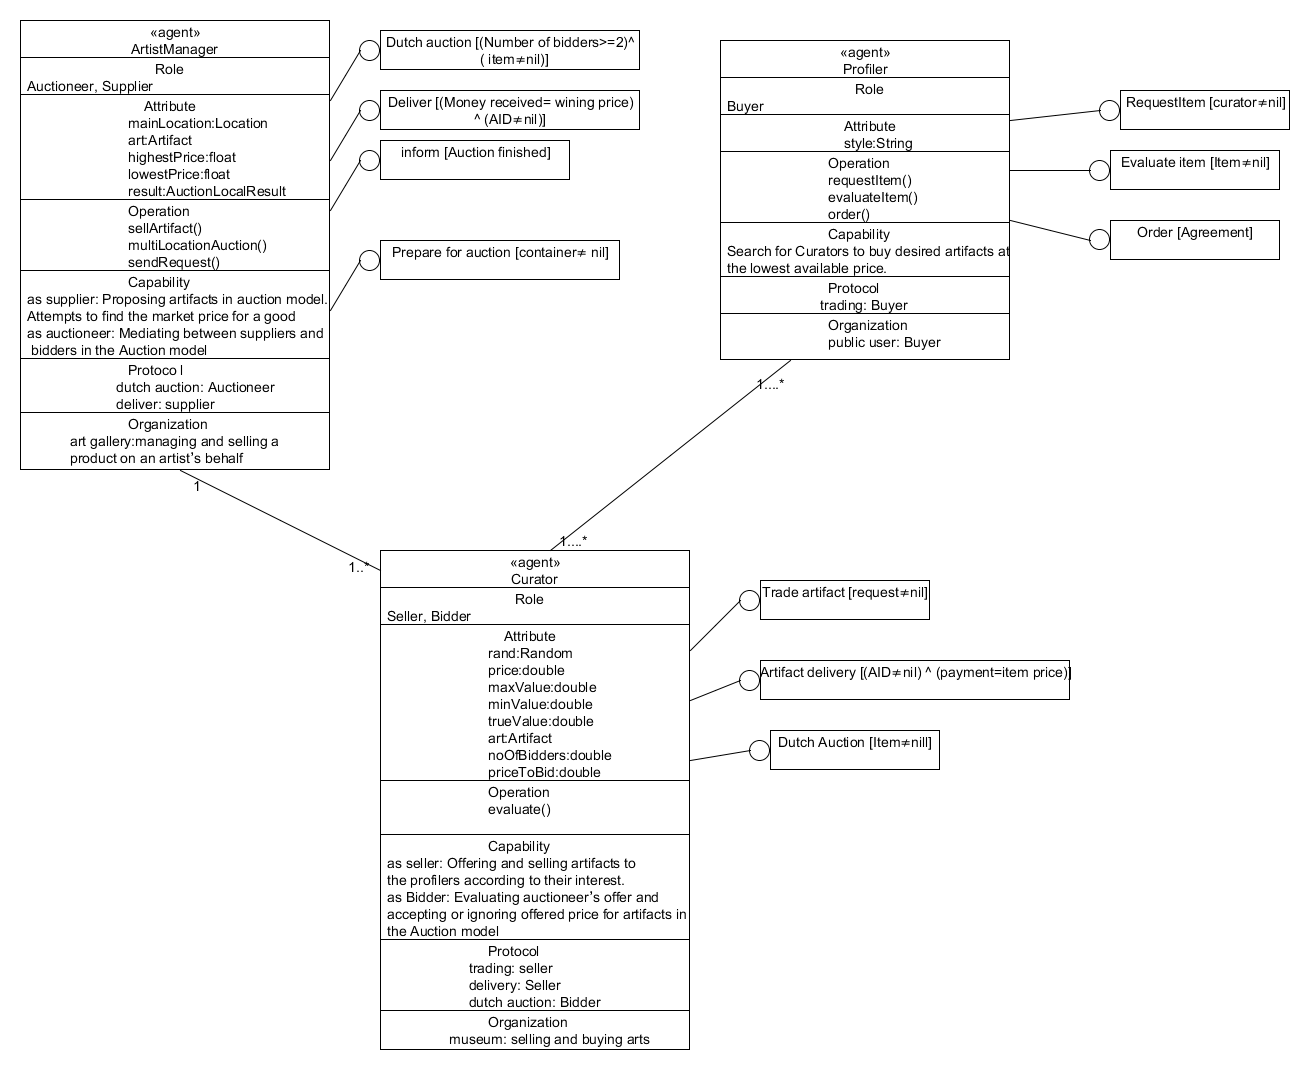 «agent»
ArtistManager
Role
Auctioneer, Supplier
Attribute
mainLocation:Location
art:Artifact
highestPrice:float
lowestPrice:float
result:AuctionLocalResult
Operation
sellArtifact()
multiLocationAuction()
sendRequest()
Capability
as supplier: Proposing artifacts in auction model.
Attempts to find the market price for a good
as auctioneer: Mediating between suppliers and
bidders in the Auction model
Protocol
dutch auction: Auctioneer
deliver: supplier
Organization
art gallery:managing and selling a
product on an artist's behalf
Dutch auction [(Number of bidders>=2)^
( item≠nil)]
Deliver [(Money received= wining price)
^ (AID≠nil)]
inform [Auction finished]
Prepare for auction [container≠ nil]
«agent»
Profiler
Role
Buyer
Attribute
style:String
Operation
requestItem()
evaluateItem()
order()
Capability
Search for Curators to buy desired artifacts at
the lowest available price.
Protocol
trading: Buyer
Organization
public user: Buyer
RequestItem [curator≠nil]
Evaluate item [Item≠nil]
Order [Agreement]
1....*
1
1....*
1..*
«agent»
Curator
Role
Seller, Bidder
Attribute
rand:Random
price:double
maxValue:double
minValue:double
trueValue:double
art:Artifact
noOfBidders:double
priceToBid:double
Operation
evaluate()
Capability
as seller: Offering and selling artifacts to
the profilers according to their interest.
as Bidder: Evaluating auctioneer's offer and
accepting or ignoring offered price for artifacts in
the Auction model
Protocol
trading: seller
delivery: Seller
dutch auction: Bidder
Organization
museum: selling and buying arts
Trade artifact [request≠nil]
Artifact delivery [(AID≠nil) ^ (payment=item price)]
Dutch Auction [Item≠nill]